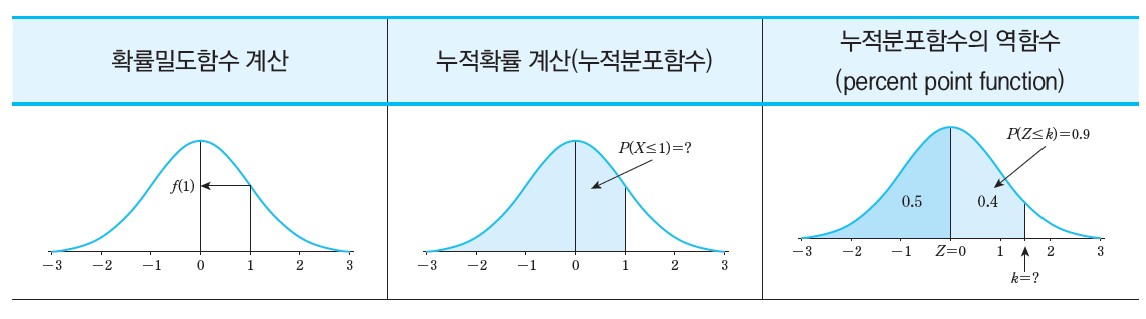 확률밀도함수 계산
누적확률 계산(누적분포함수)
누적분포함수의 역함수
(percent point function)
f(1)
-3 -2 -1 0 1 2 3
P(X≤1)=?
-3 -2 -1 0 1 2 3
P(Z≤k)=0.9
0.5 0.4
-3 -2 -1 Z=0 1 2 3
k=?